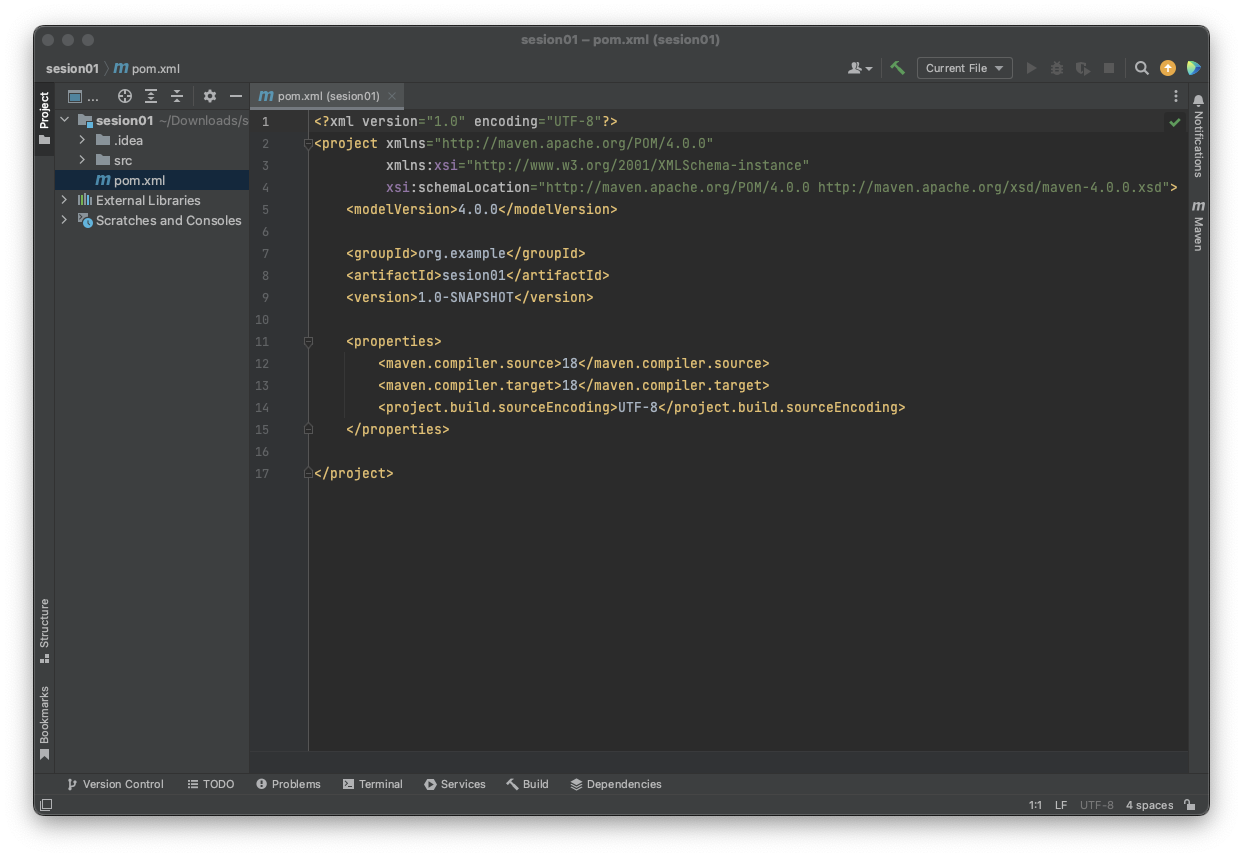 sesion01 – pom.xml (sesion01)
sesion01 m pom.xml
Current File
Project
...
m pom.xml (sesion01)
sesion01 ~/Downloads/s
.idea
src
m pom.xml
External Libraries
Scratches and Consoles
1 <?xml version="1.0" encoding="UTF-8"?>
2 <project xmlns="http://maven.apache.org/POM/4.0.0"
3 xmlns:xsi="http://www.w3.org/2001/XMLSchema-instance"
4 xsi:schemaLocation="http://maven.apache.org/POM/4.0.0 http://maven.apache.org/xsd/maven-4.0.0.xsd">
5 <modelVersion>4.0.0</modelVersion>
6
7 <groupId>org.example</groupId>
8 <artifactId>sesion01</artifactId>
9 <version>1.0-SNAPSHOT</version>
10
11 <properties>
12 <maven.compiler.source>18</maven.compiler.source>
13 <maven.compiler.target>18</maven.compiler.target>
14 <project.build.sourceEncoding>UTF-8</project.build.sourceEncoding>
15 </properties>
16
17 </project>
Notifications
m Maven
Structure
Bookmarks
Version Control TODO Problems Terminal Services Build Dependencies
1:1 LF UTF-8 4 spaces